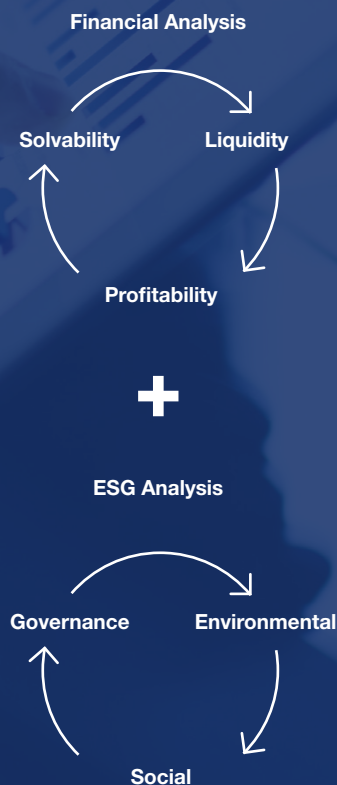 Financial Analysis
Solvability Liquidity
Profitability
+
ESG Analysis
Governance Environmental
Social